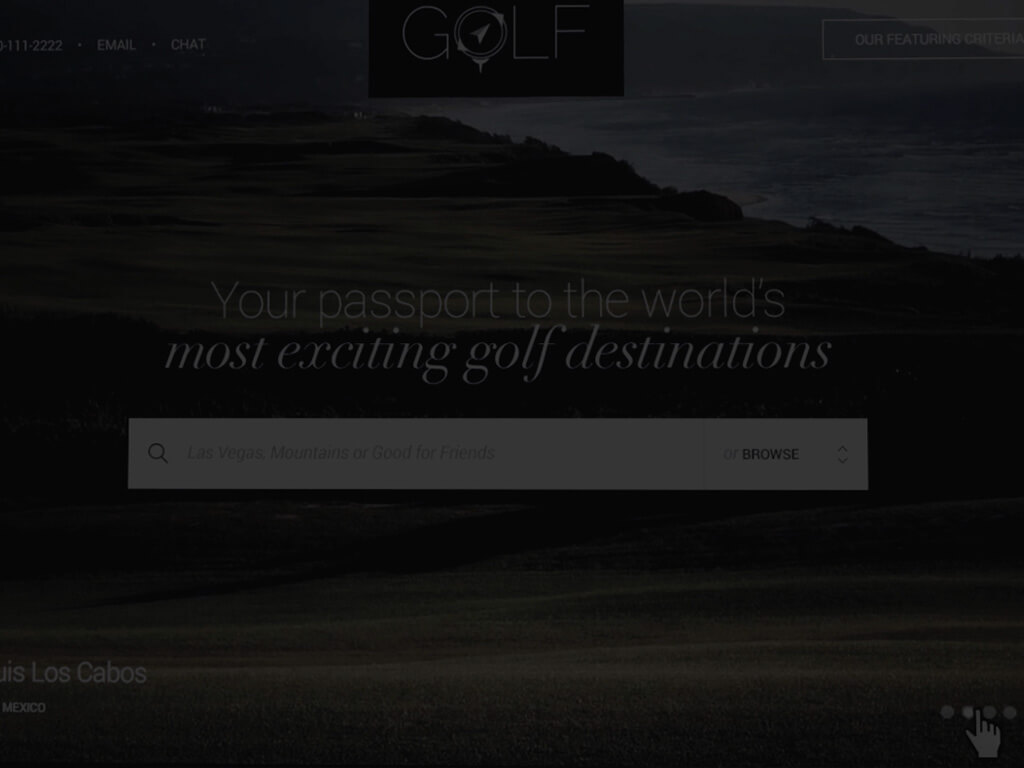 0-111-2222 • EMAIL • CHAT
GOLF
OUR FEATURING CRITERIA
Your passport to the world's
most exciting golf destinations
Las Vegas, Mountains or Good for Friends
or BROWSE
uis Los Cabos
MEXICO